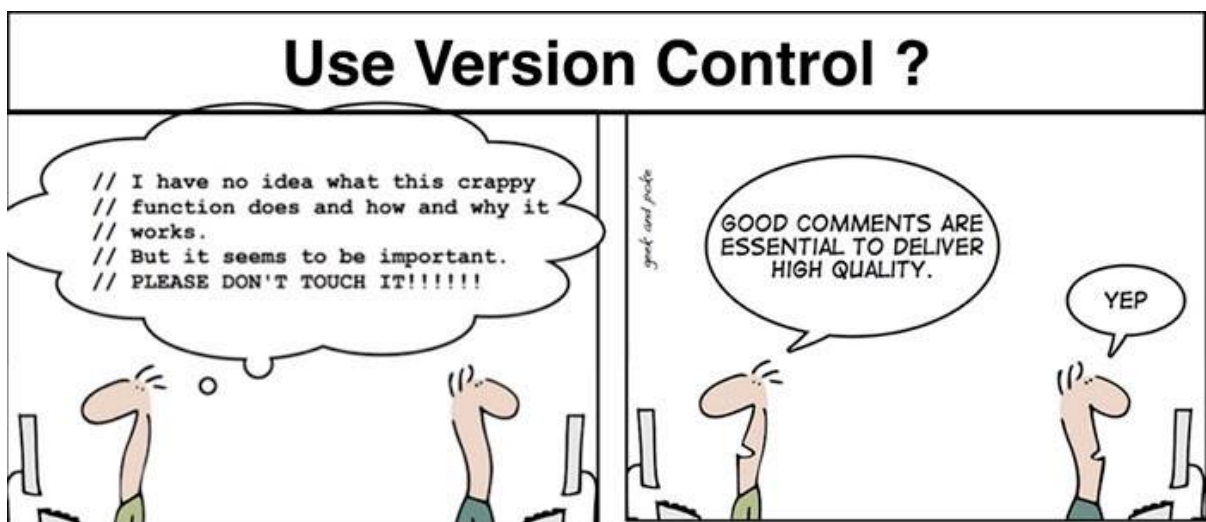 Use Version Control ?
// I have no idea what this crappy
// function does and how and why it
// works.
// But it seems to be important.
// PLEASE DON'T TOUCH IT!!!!!!
geek and poke
GOOD COMMENTS ARE
ESSENTIAL TO DELIVER
HIGH QUALITY.
YEP